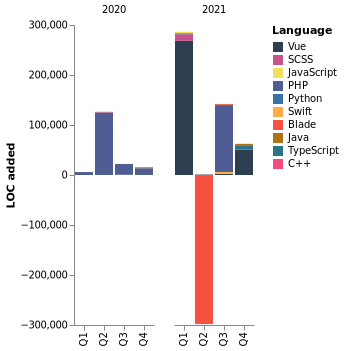 2020
2021
300,000
200,000
100,000
0
−100,000
−200,000
−300,000
LOC added
Q1
Q2
Q3
Q4
Q1
Q2
Q3
Q4
Language
Vue
SCSS
JavaScript
PHP
Python
Swift
Blade
Java
TypeScript
C++